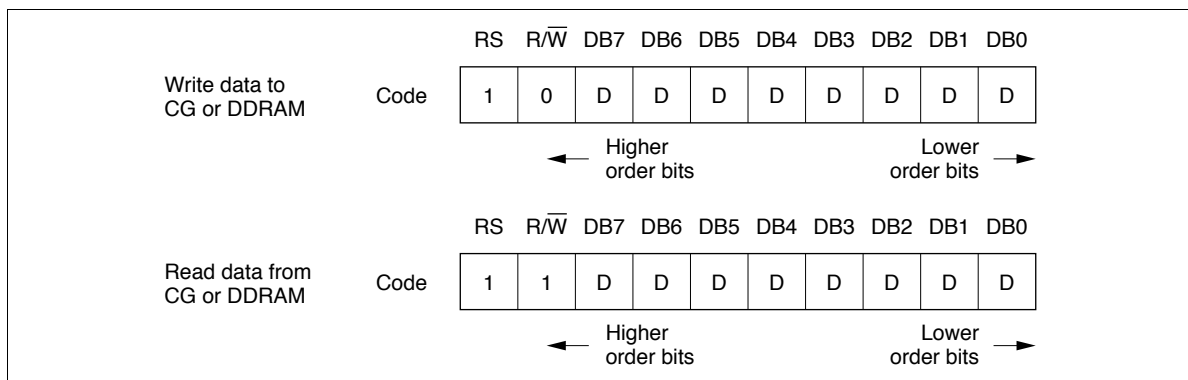 RS R/W̅ DB7 DB6 DB5 DB4 DB3 DB2 DB1 DB0
Write data to
CG or DDRAM
Code 1 0 D D D D D D D D
Higher
order bits
Lower
order bits
RS R/W̅ DB7 DB6 DB5 DB4 DB3 DB2 DB1 DB0
Read data from
CG or DDRAM
Code 1 1 D D D D D D D D
Higher
order bits
Lower
order bits